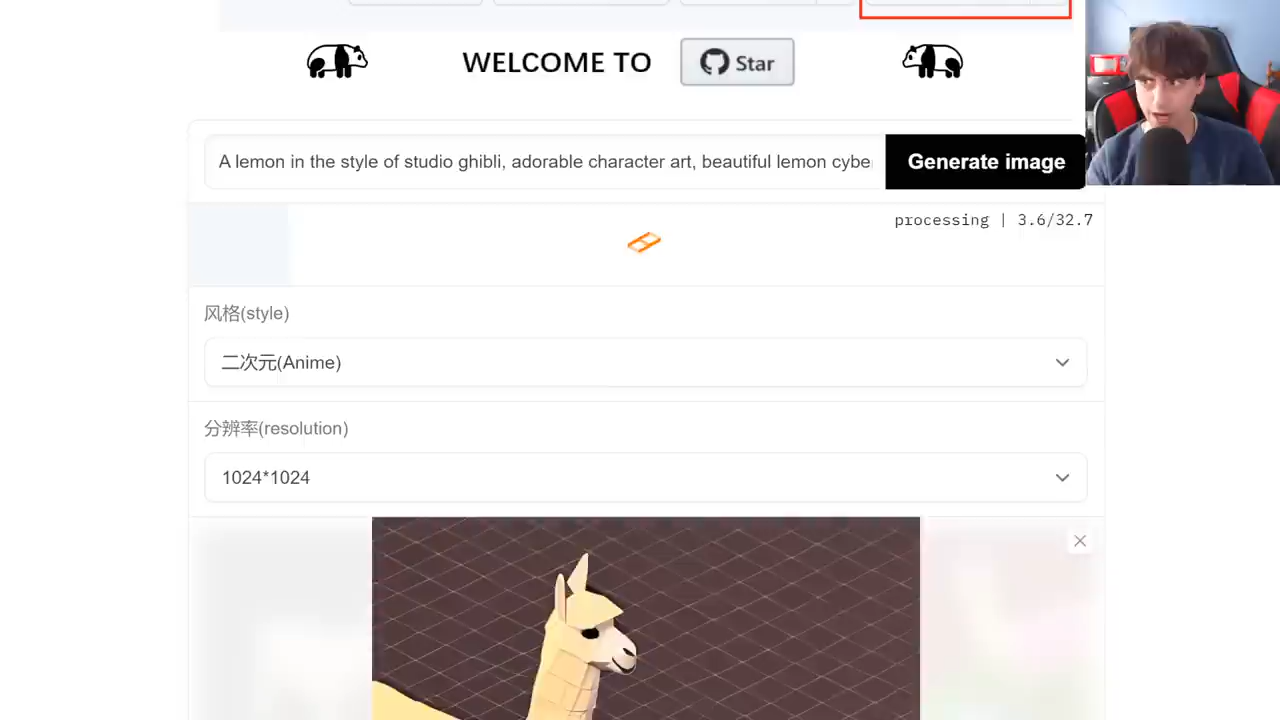 WELCOME TO
Star
A lemon in the style of studio ghibli, adorable character art, beautiful lemon cybe
Generate image
processing | 3.6/32.7
风格(style)
二次元(Anime)
分辨率(resolution)
1024*1024